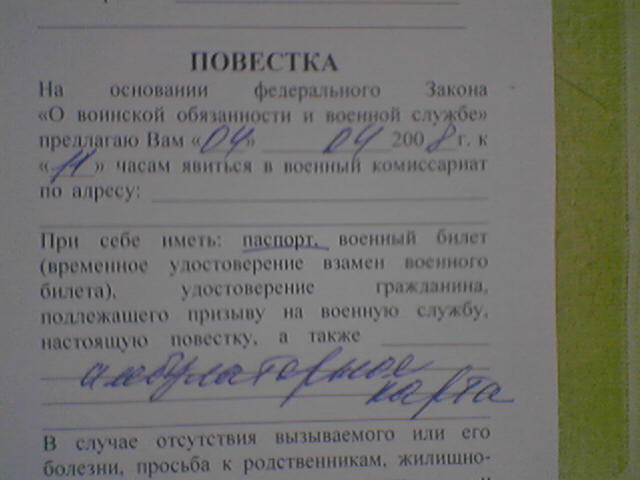 ПОВЕСТКА
На основании федерального Закона
«О воинской обязанности и военной службе»
предлагаю Вам «04» 04 2008 г. к
«11» часам явиться в военный комиссариат
по адресу:
При себе иметь: паспорт, военный билет
(временное удостоверение взамен военного
билета), удостоверение гражданина,
подлежащего призыву на военную службу,
настоящую повестку, а также
амбулаторное
карта
В случае отсутствия вызываемого или его
болезни, просьба к родственникам, жилищно-